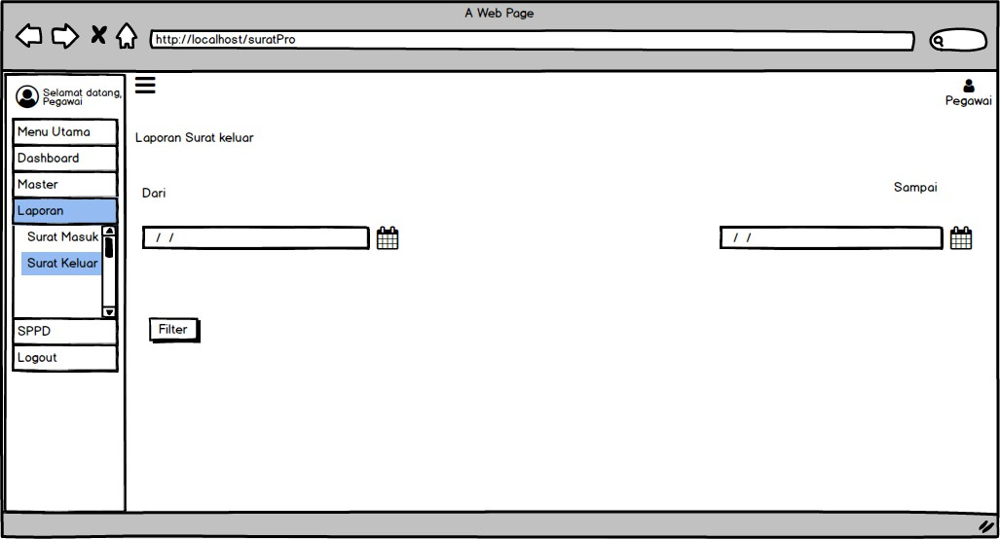 A Web Page
http://localhost/suratPro
Selamat datang,
Pegawai
Pegawai
Menu Utama
Dashboard
Master
Laporan
Surat Masuk
Surat Keluar
SPPD
Logout
Laporan Surat keluar
Dari
Sampai
/ /
/ /
Filter